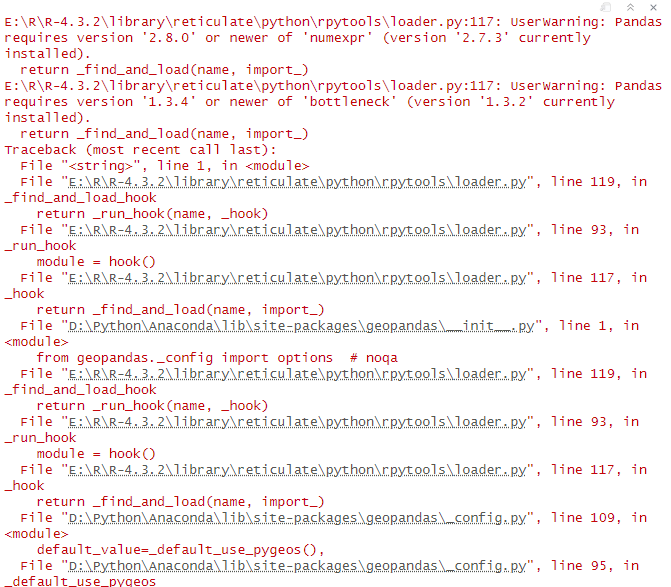 E:\R\R-4.3.2\library\reticulate\python\rpytools\loader.py:117: UserWarning: Pandas
requires version '2.8.0' or newer of 'numexpr' (version '2.7.3' currently
installed).
  return _find_and_load(name, import_)
E:\R\R-4.3.2\library\reticulate\python\rpytools\loader.py:117: UserWarning: Pandas
requires version '1.3.4' or newer of 'bottleneck' (version '1.3.2' currently
installed).
  return _find_and_load(name, import_)
Traceback (most recent call last):
  File "<string>", line 1, in <module>
  File "E:\R\R-4.3.2\library\reticulate\python\rpytools\loader.py", line 119, in
_find_and_load_hook
    return _run_hook(name, _hook)
  File "E:\R\R-4.3.2\library\reticulate\python\rpytools\loader.py", line 93, in
_run_hook
    module = hook()
  File "E:\R\R-4.3.2\library\reticulate\python\rpytools\loader.py", line 117, in
_hook
    return _find_and_load(name, import_)
  File "D:\Python\Anaconda\lib\site-packages\geopandas\__init__.py", line 1, in
<module>
    from geopandas._config import options  # noqa
  File "E:\R\R-4.3.2\library\reticulate\python\rpytools\loader.py", line 119, in
_find_and_load_hook
    return _run_hook(name, _hook)
  File "E:\R\R-4.3.2\library\reticulate\python\rpytools\loader.py", line 93, in
_run_hook
    module = hook()
  File "E:\R\R-4.3.2\library\reticulate\python\rpytools\loader.py", line 117, in
_hook
    return _find_and_load(name, import_)
  File "D:\Python\Anaconda\lib\site-packages\geopandas\_config.py", line 109, in
<module>
    default_value=_default_use_pygeos(),
  File "D:\Python\Anaconda\lib\site-packages\geopandas\_config.py", line 95, in
_default_use_pygeos